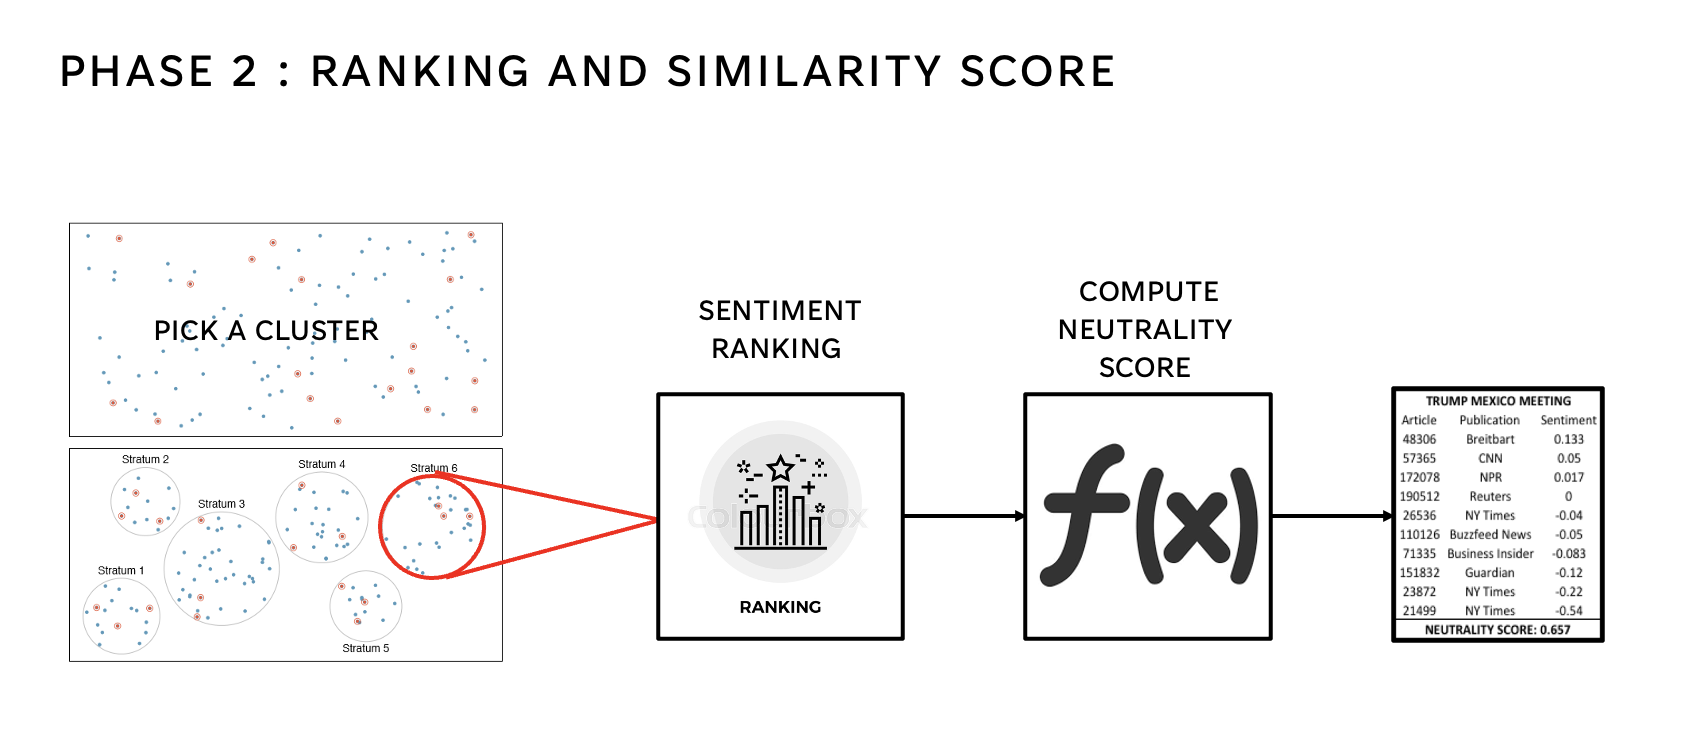 PHASE 2 : RANKING AND SIMILARITY SCORE
PICK A CLUSTER
Stratum 2
Stratum 4
Stratum 6
Stratum 3
Stratum 1
Stratum 5
SENTIMENT
RANKING
Colourbox
RANKING
COMPUTE
NEUTRALITY
SCORE
f(x)
TRUMP MEXICO MEETING
Article Publication Sentiment
48306 Breitbart 0.133
57365 CNN 0.05
172078 NPR 0.017
190512 Reuters 0
26536 NY Times -0.04
110126 Buzzfeed News -0.05
71335 Business Insider -0.083
151832 Guardian -0.12
23872 NY Times -0.22
21499 NY Times -0.54
NEUTRALITY SCORE: 0.657